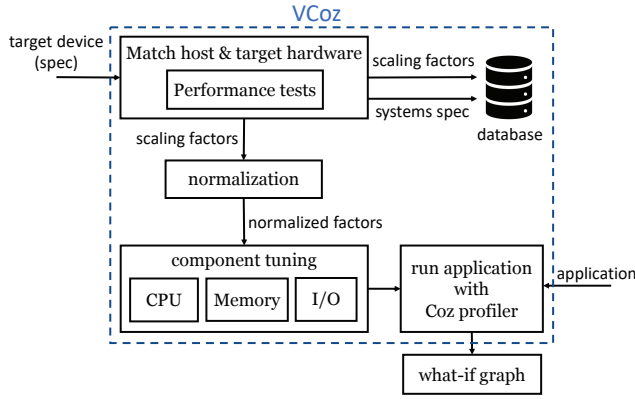 VCoz
target device
(spec)
Match host & target hardware
Performance tests
scaling factors
systems spec
database
scaling factors
normalization
normalized factors
component tuning
CPU
Memory
I/O
run application
with
Coz profiler
application
what-if graph